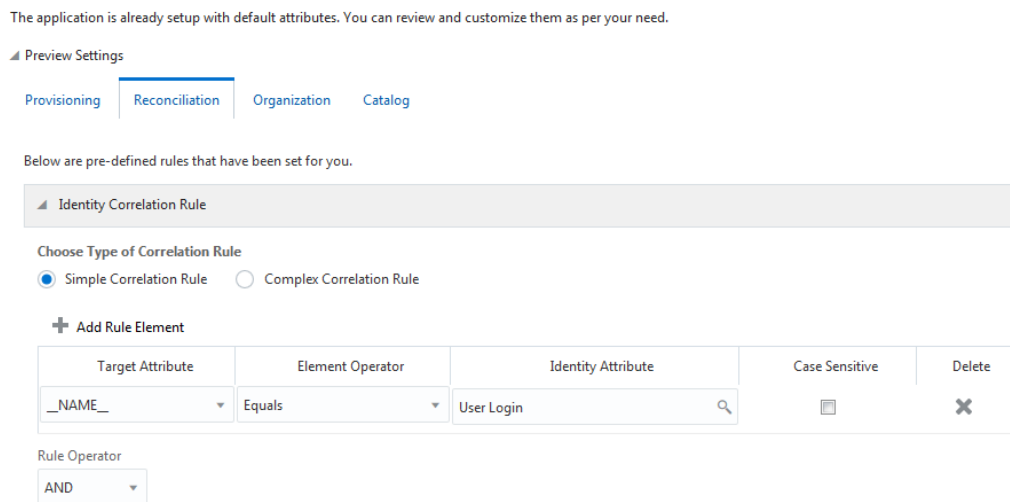 The application is already setup with default attributes. You can review and customize them as per your need.
Preview Settings
Provisioning Reconciliation Organization Catalog
Below are pre-defined rules that have been set for you.
Identity Correlation Rule
Choose Type of Correlation Rule
Simple Correlation Rule Complex Correlation Rule
Add Rule Element
Target Attribute Element Operator Identity Attribute Case Sensitive Delete
__NAME__ Equals User Login
Rule Operator
AND